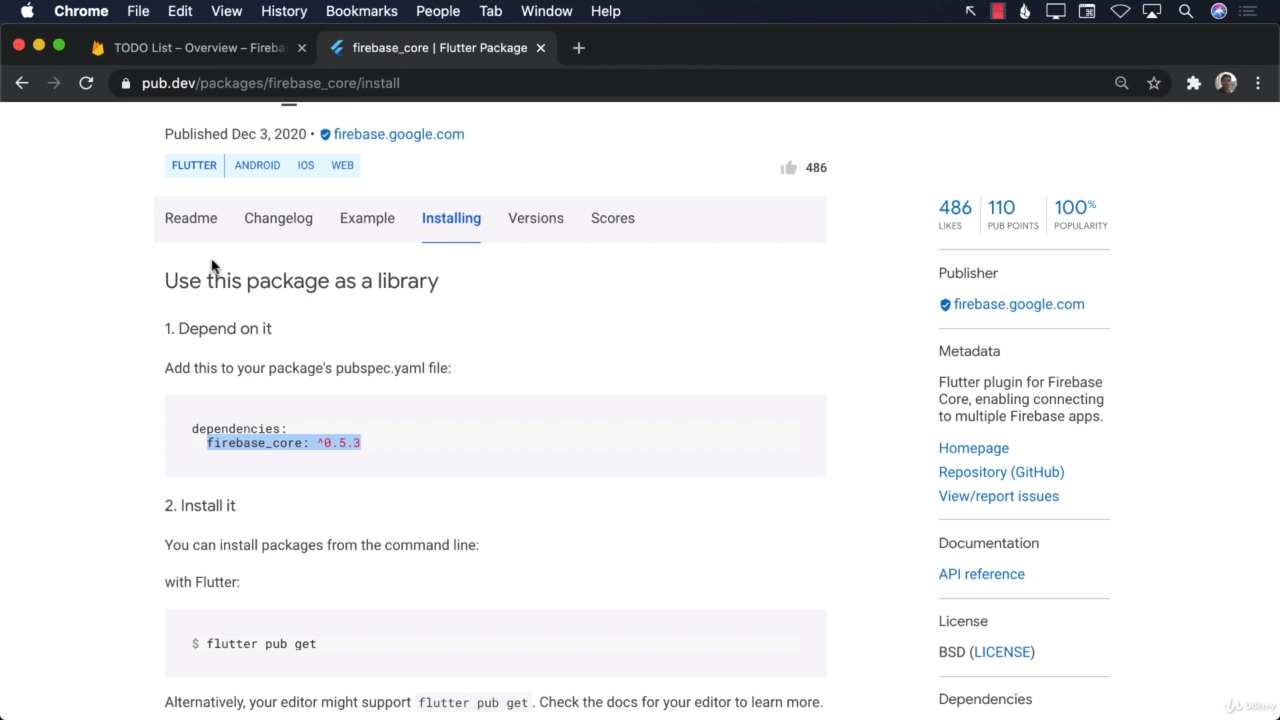 Chrome File Edit View History Bookmarks People Tab Window Help
TODO List – Overview – Fireba
firebase_core | Flutter Package
pub.dev/packages/firebase_core/install
Published Dec 3, 2020 • firebase.google.com
FLUTTER ANDROID IOS WEB
486
Readme Changelog Example Installing Versions Scores
Use this package as a library
1. Depend on it
Add this to your package's pubspec.yaml file:
dependencies:
firebase_core: ^0.5.3
2. Install it
You can install packages from the command line:
with Flutter:
$ flutter pub get
Alternatively, your editor might support flutter pub get . Check the docs for your editor to learn more.
486 110 100%
LIKES PUB POINTS POPULARITY
Publisher
firebase.google.com
Metadata
Flutter plugin for Firebase
Core, enabling connecting
to multiple Firebase apps.
Homepage
Repository (GitHub)
View/report issues
Documentation
API reference
License
BSD (LICENSE)
Dependencies
Udemy